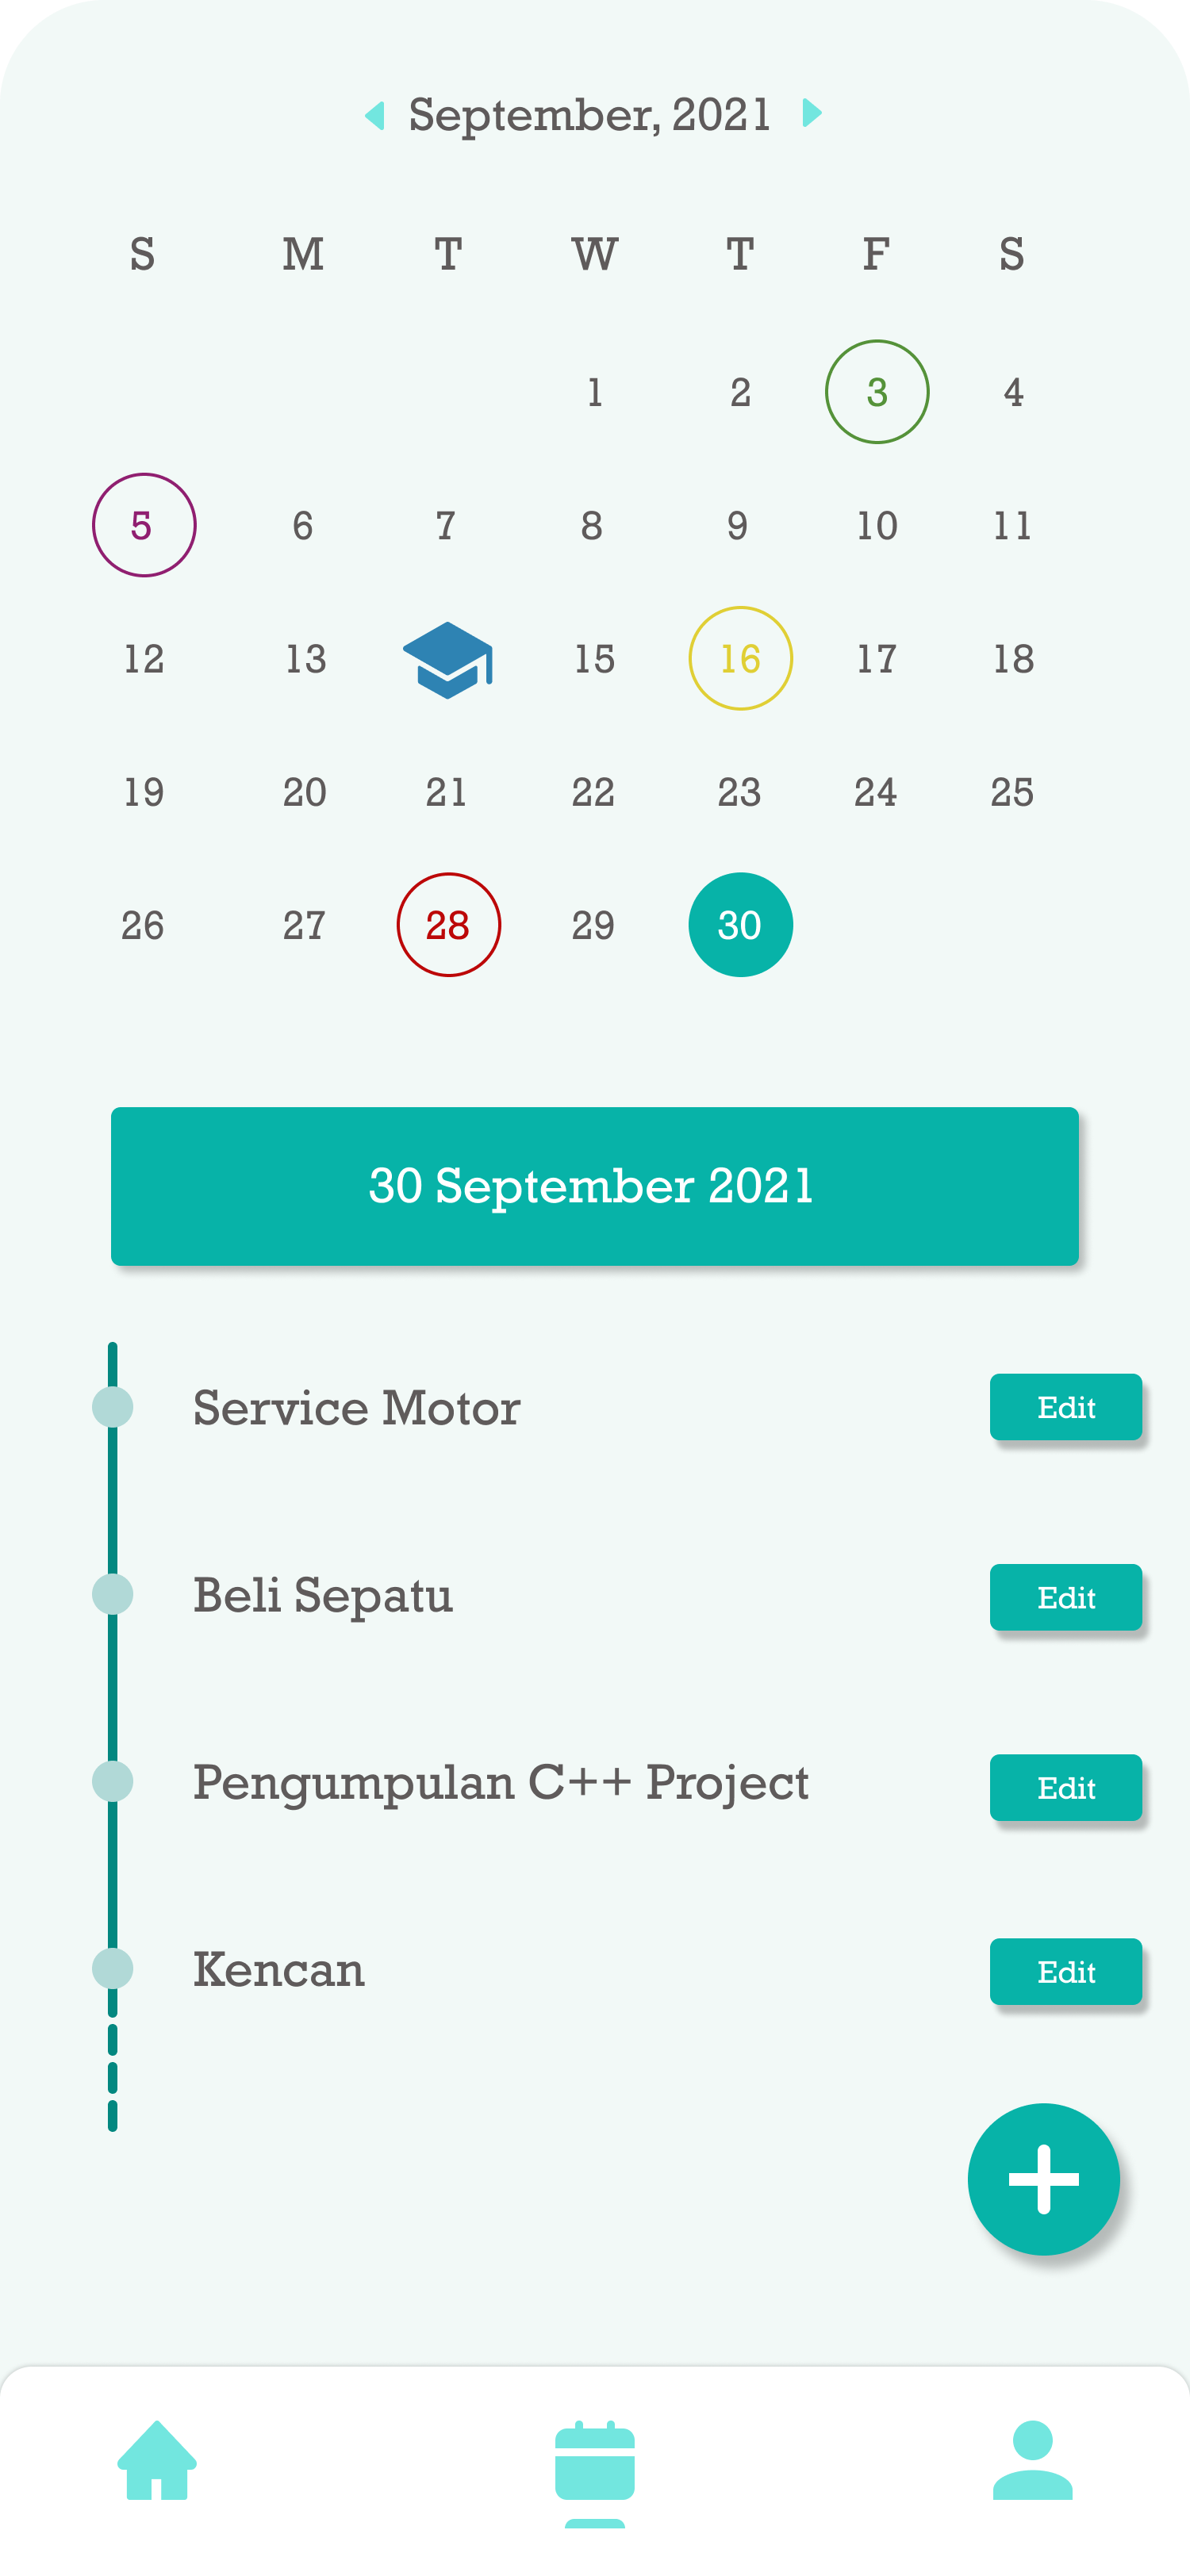 September, 2021
S M T W T F S
1 2 3 4
5 6 7 8 9 10 11
12 13 15 16 17 18
19 20 21 22 23 24 25
26 27 28 29 30
30 September 2021
Service Motor Edit
Beli Sepatu Edit
Pengumpulan C++ Project Edit
Kencan Edit